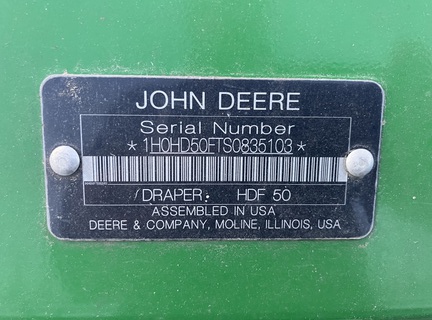 JOHN DEERE
Serial Number
*1H0HD50FTS0835103*
DRAPER: HDF 50
ASSEMBLED IN USA
DEERE & COMPANY, MOLINE, ILLINOIS, USA